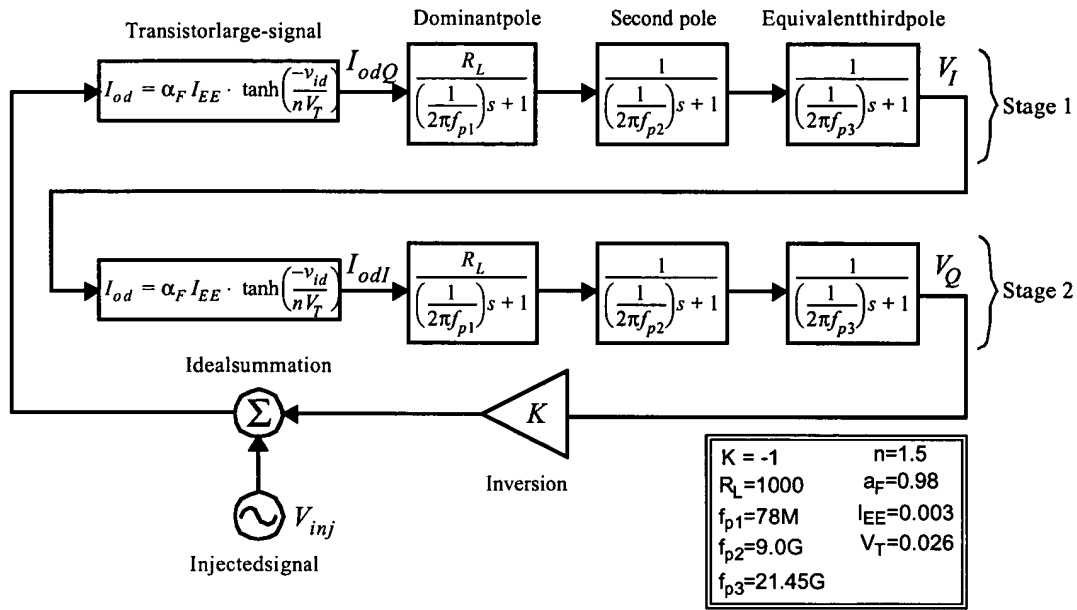 Transistorlarge-signal
Dominantpole
Second pole
Equivalentthirdpole
I_od = α_F I_EE · tanh(−v_id / nV_T)
I_odQ
R_L / ((1 / 2πf_p1)s + 1)
1 / ((1 / 2πf_p2)s + 1)
1 / ((1 / 2πf_p3)s + 1)
V_I
Stage 1
I_od = α_F I_EE · tanh(−v_id / nV_T)
I_odI
R_L / ((1 / 2πf_p1)s + 1)
1 / ((1 / 2πf_p2)s + 1)
1 / ((1 / 2πf_p3)s + 1)
V_Q
Stage 2
Idealsummation
Σ
K
Inversion
V_inj
Injectedsignal
K = -1
n=1.5
R_L=1000
a_F=0.98
f_p1=78M
I_EE=0.003
f_p2=9.0G
V_T=0.026
f_p3=21.45G